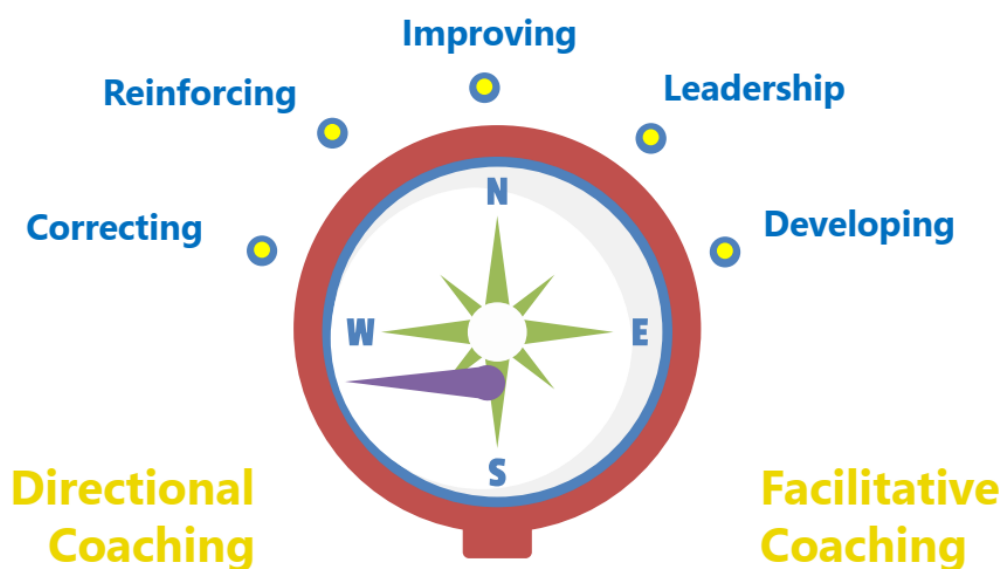 Improving
Reinforcing
Leadership
Correcting
Developing
N
W
E
S
Directional
Coaching
Facilitative
Coaching